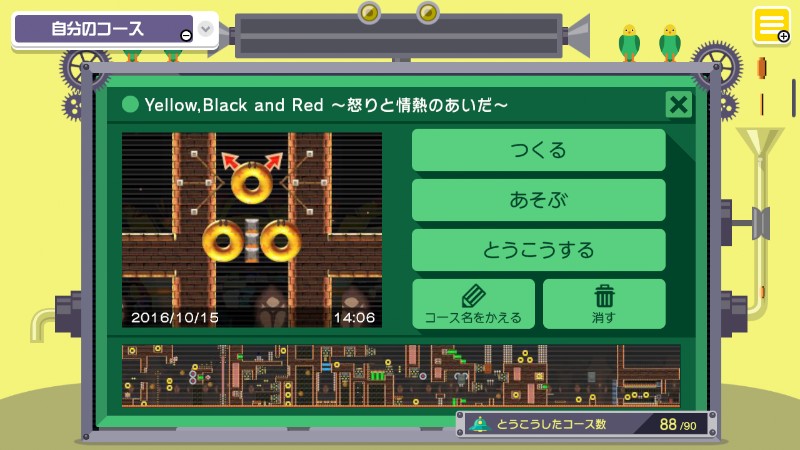 自分のコース
Yellow,Black and Red ～怒りと情熱のあいだ～
つくる
あそぶ
とうこうする
コース名をかえる
消す
2016/10/15
14:06
とうこうしたコース数
88/90